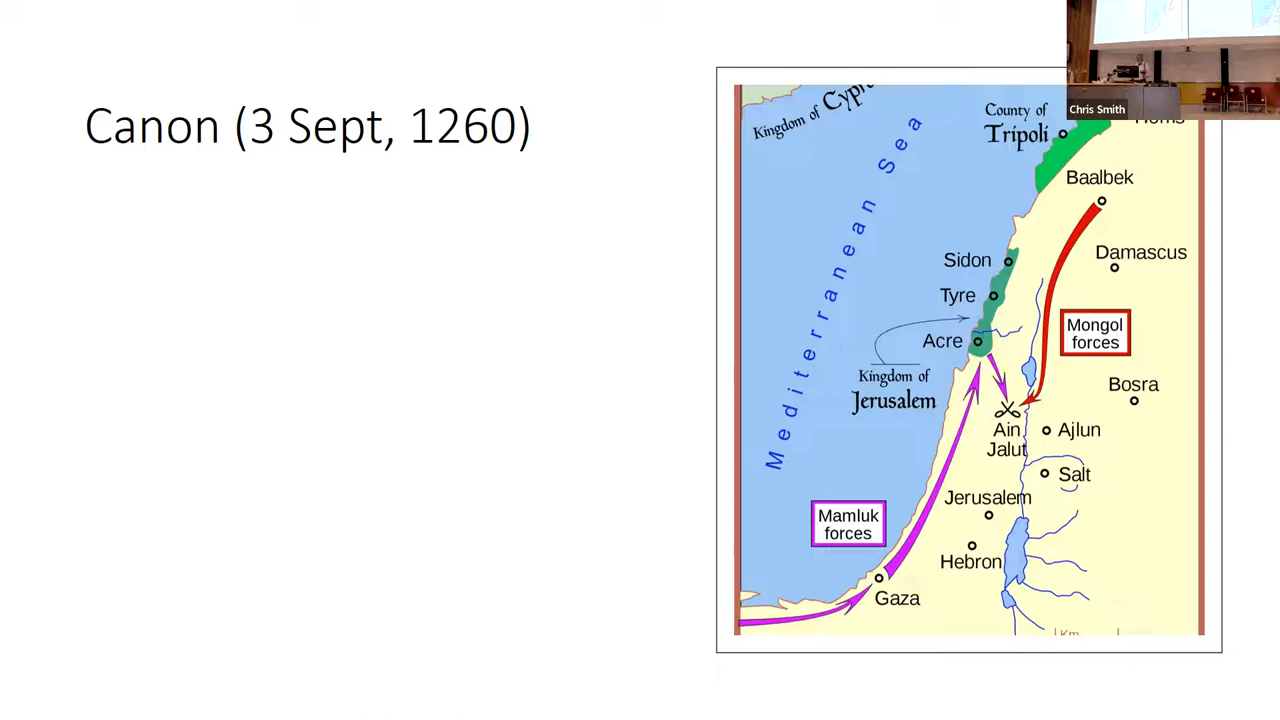 Canon (3 Sept, 1260)
Chris Smith
Kingdom of
County of
Tripoli
Baalbek
Mediterranean Sea
Damascus
Sidon
Tyre
Mongol
forces
Acre
Kingdom of
Jerusalem
Bosra
Ain
Jalut
Ajlun
Salt
Jerusalem
Mamluk
forces
Hebron
Gaza
Km